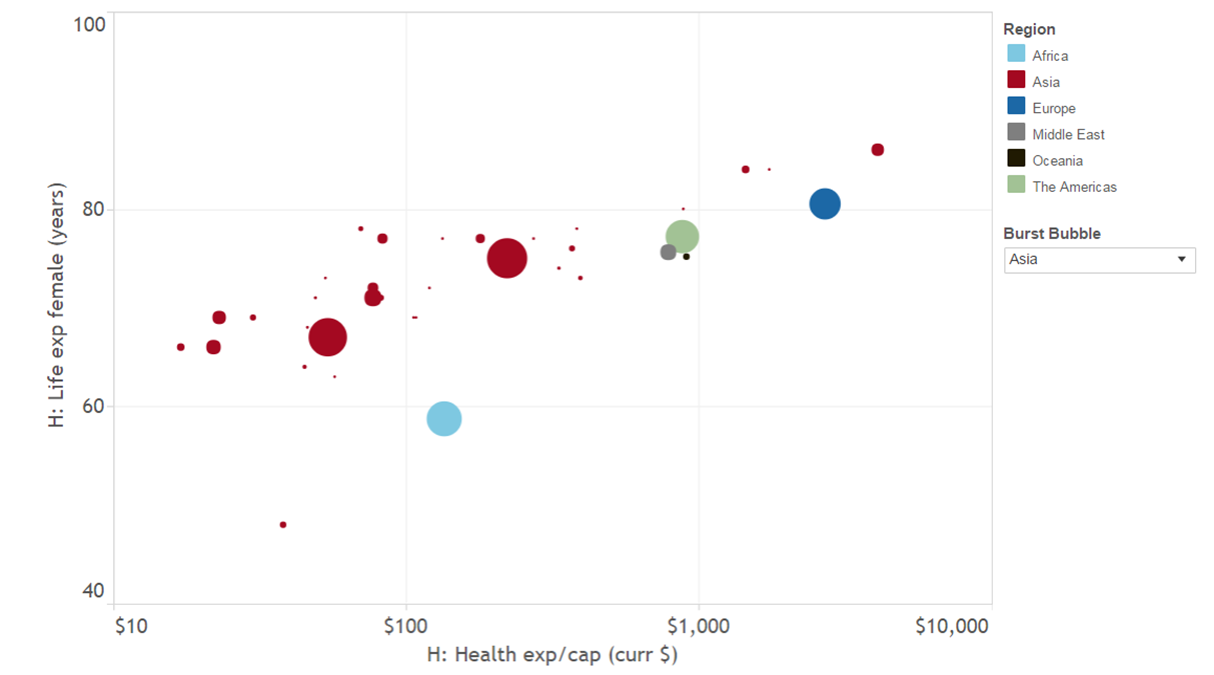 100
80
60
40
H: Life exp female (years)
$10
$100
$1,000
$10,000
H: Health exp/cap (curr $)
Region
Africa
Asia
Europe
Middle East
Oceania
The Americas
Burst Bubble
Asia